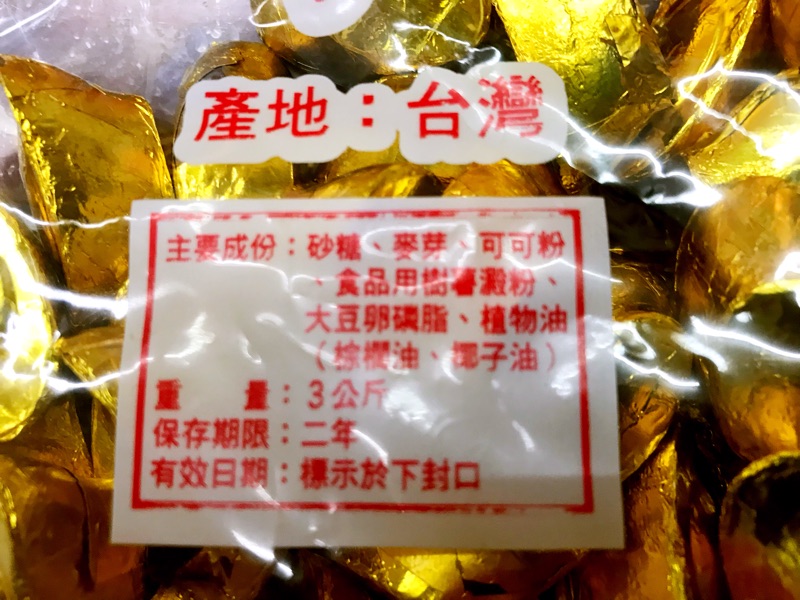 產地：台灣
主要成份：砂糖、麥芽、可可粉
、食品用樹薯澱粉、
大豆卵磷脂、植物油
（棕櫚油、椰子油）
重量：3公斤
保存期限：二年
有效日期：標示於下封口